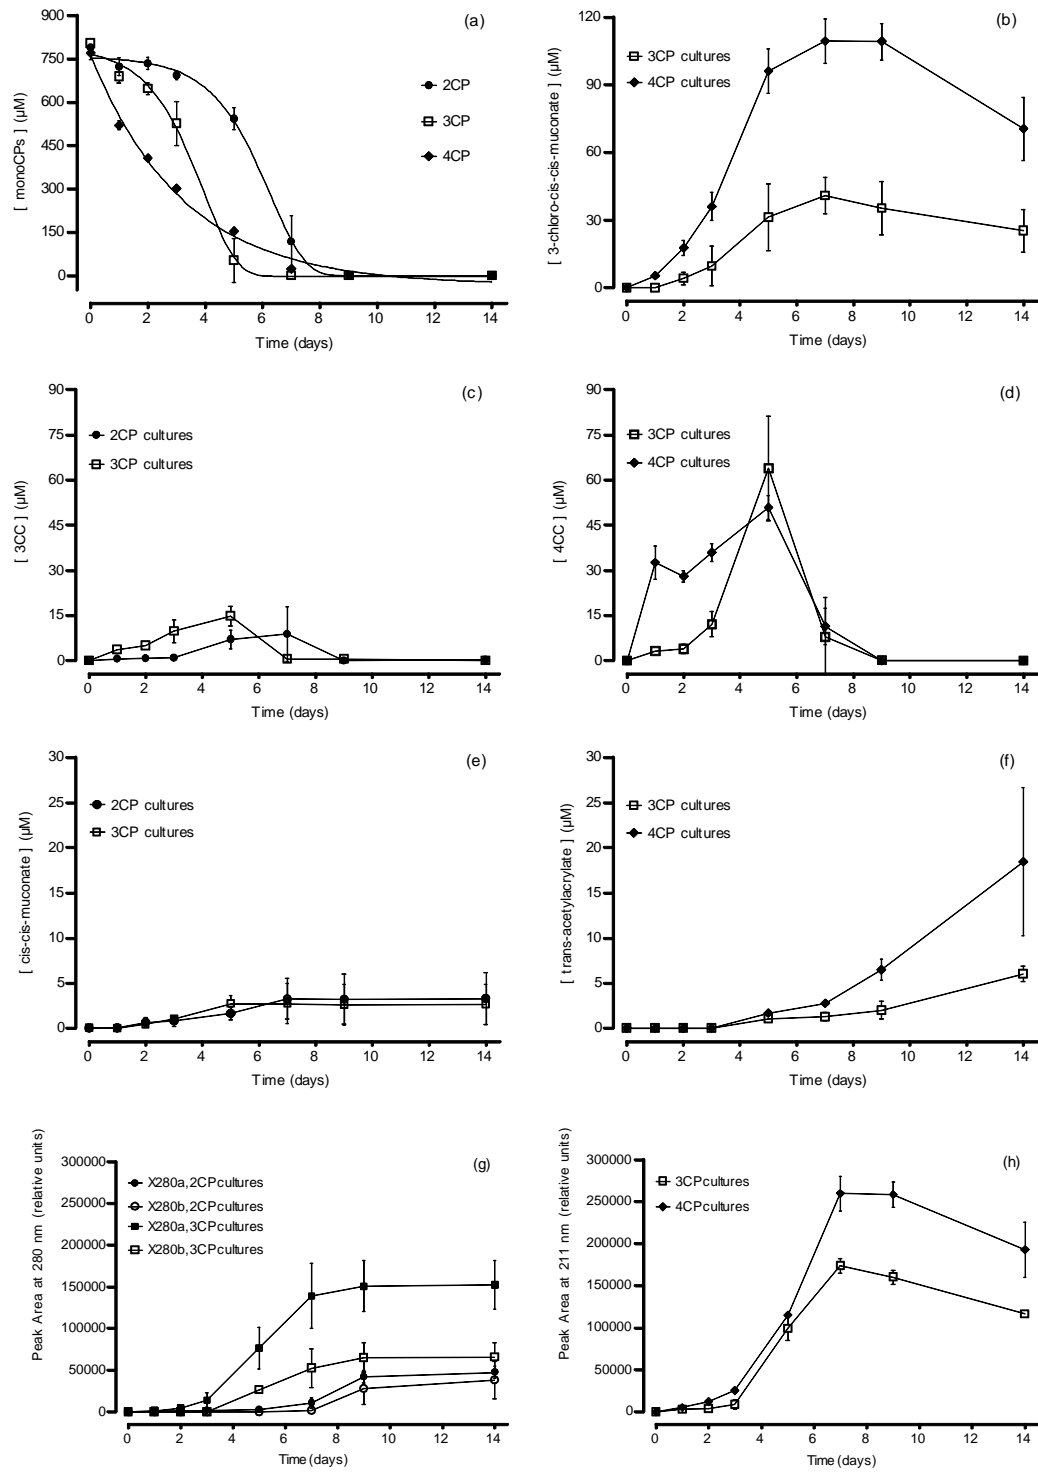 (a)
[ monoCPs ] (µM)
900
750
600
450
300
150
0
2CP
3CP
4CP
0 2 4 6 8 10 12 14
Time (days)
(b)
[ 3-chloro-cis-cis-muconate ] (µM)
120
90
60
30
0
3CP cultures
4CP cultures
0 2 4 6 8 10 12 14
Time (days)
(c)
[ 3CC ] (µM)
90
75
60
45
30
15
0
2CP cultures
3CP cultures
0 2 4 6 8 10 12 14
Time (days)
(d)
[ 4CC ] (µM)
90
75
60
45
30
15
0
3CP cultures
4CP cultures
0 2 4 6 8 10 12 14
Time (days)
(e)
[ cis-cis-muconate ] (µM)
30
25
20
15
10
5
0
2CP cultures
3CP cultures
0 2 4 6 8 10 12 14
Time (days)
(f)
[ trans-acetylacrylate ] (µM)
30
25
20
15
10
5
0
3CP cultures
4CP cultures
0 2 4 6 8 10 12 14
Time (days)
(g)
Peak Area at 280 nm (relative units)
300000
250000
200000
150000
100000
50000
0
X280a,2CPcultures
X280b,2CPcultures
X280a,3CPcultures
X280b,3CPcultures
0 2 4 6 8 10 12 14
Time (days)
(h)
Peak Area at 211 nm (relative units)
300000
250000
200000
150000
100000
50000
0
3CPcultures
4CPcultures
0 2 4 6 8 10 12 14
Time (days)